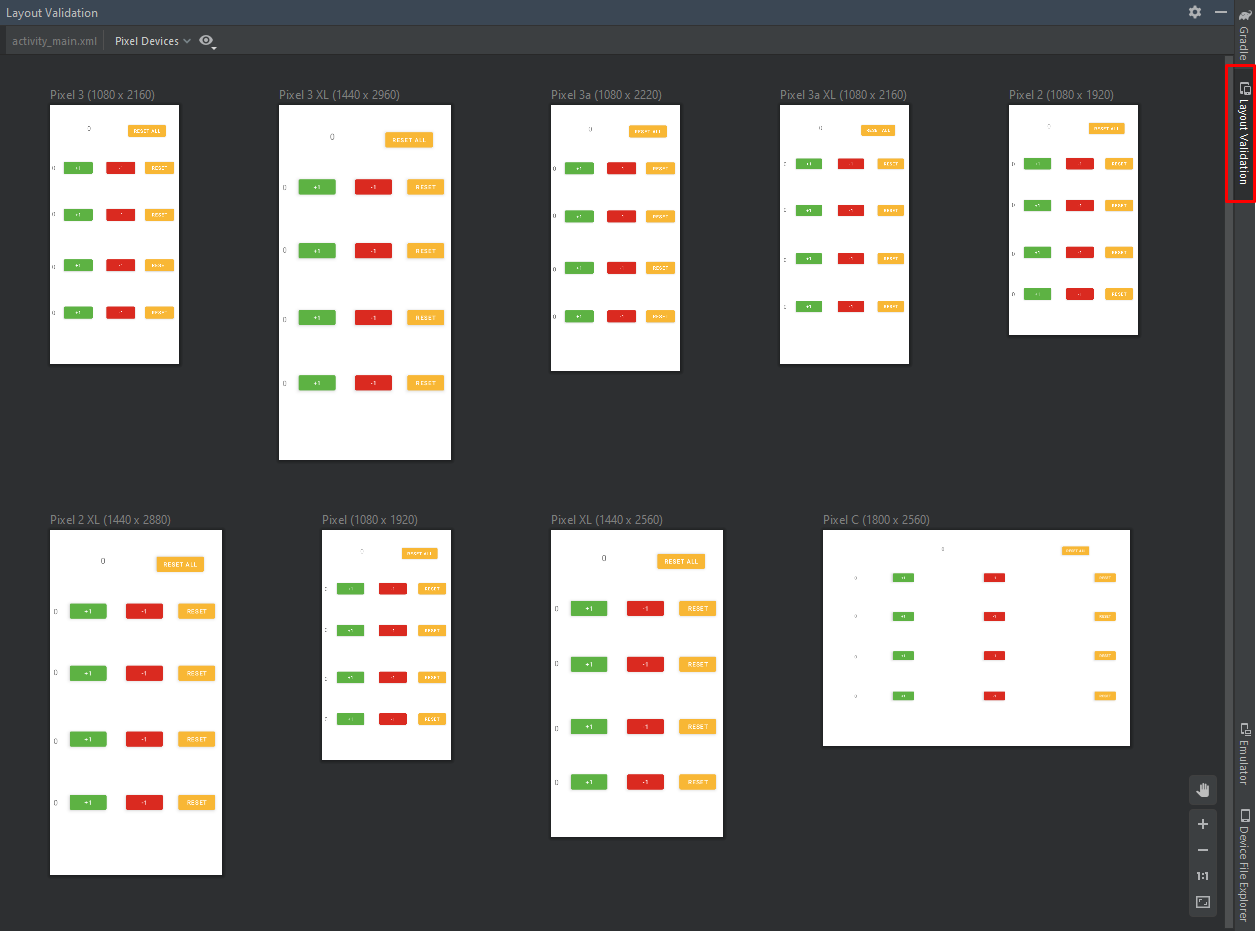 Layout Validation
activity_main.xml
Pixel Devices
Pixel 3 (1080 x 2160)
0
RESET ALL
0 +1 -1 RESET
0 +1 -1 RESET
0 +1 -1 RESET
0 +1 -1 RESET
Pixel 3 XL (1440 x 2960)
0
RESET ALL
0 +1 -1 RESET
0 +1 -1 RESET
0 +1 -1 RESET
0 +1 -1 RESET
Pixel 3a (1080 x 2220)
0
RESET ALL
0 +1 -1 RESET
0 +1 -1 RESET
0 +1 -1 RESET
0 +1 -1 RESET
Pixel 3a XL (1080 x 2160)
0
RESET ALL
+1 -1 RESET
+1 -1 RESET
+1 -1 RESET
+1 -1 RESET
Pixel 2 (1080 x 1920)
RESET ALL
0 +1 -1 RESET
0 +1 -1 RESET
0 +1 -1 RESET
0 +1 -1 RESET
Pixel 2 XL (1440 x 2880)
0
RESET ALL
0 +1 -1 RESET
0 +1 -1 RESET
0 +1 -1 RESET
0 +1 -1 RESET
Pixel (1080 x 1920)
RESET ALL
+1 -1 RESET
+1 -1 RESET
+1 -1 RESET
+1 -1 RESET
Pixel XL (1440 x 2560)
0
RESET ALL
0 +1 -1 RESET
0 +1 -1 RESET
0 +1 -1 RESET
0 +1 -1 RESET
Pixel C (1800 x 2560)
0
RESET ALL
0 +1 -1 RESET
0 +1 -1 RESET
0 +1 -1 RESET
0 +1 -1 RESET
1:1
Gradle
Layout Validation
Emulator
Device File Explorer